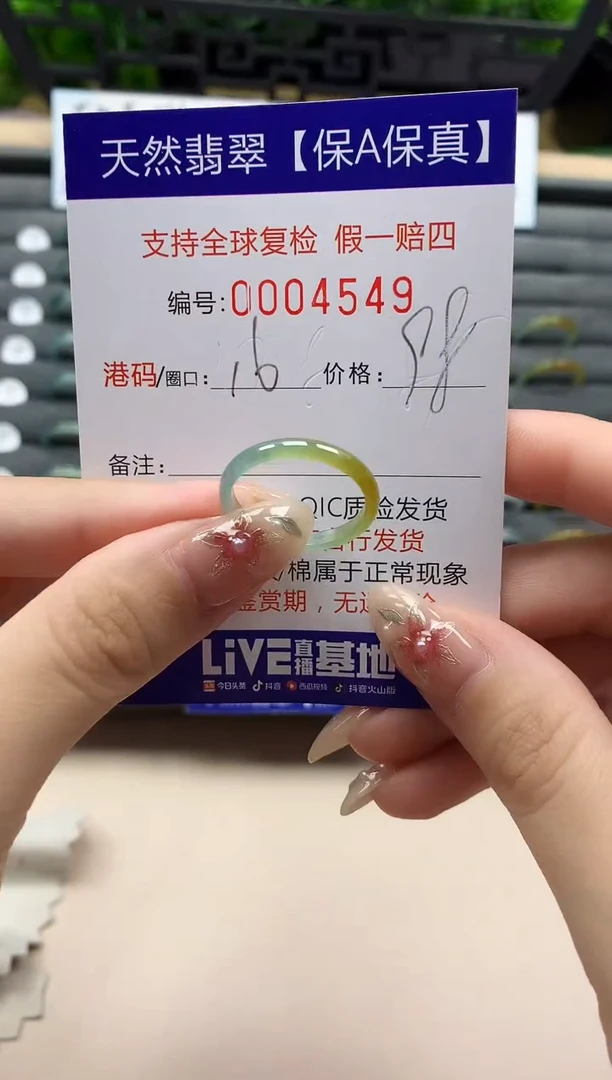 天然翡翠【保A保真】
支持全球复检 假一赔四
编号:0004549
港码/圈口: 16 价格:
备注:
QIC质检发货
行发货
棉属于正常现象
鉴赏期，无
LiVE直播基地
今日头条 抖音 西瓜视频 抖音火山版